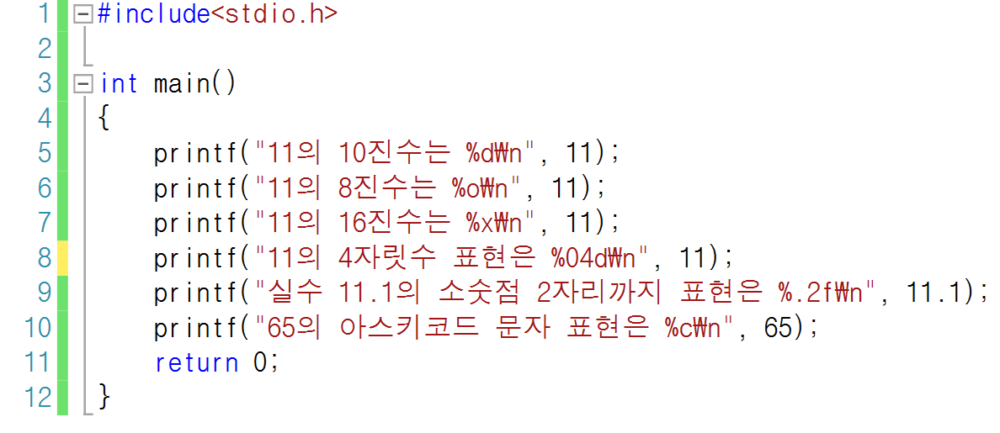 1 #include<stdio.h>
2
3 int main()
4 {
5 printf("11의 10진수는 %d₩n", 11);
6 printf("11의 8진수는 %o₩n", 11);
7 printf("11의 16진수는 %x₩n", 11);
8 printf("11의 4자릿수 표현은 %04d₩n", 11);
9 printf("실수 11.1의 소숫점 2자리까지 표현은 %.2f₩n", 11.1);
10 printf("65의 아스키코드 문자 표현은 %c₩n", 65);
11 return 0;
12 }